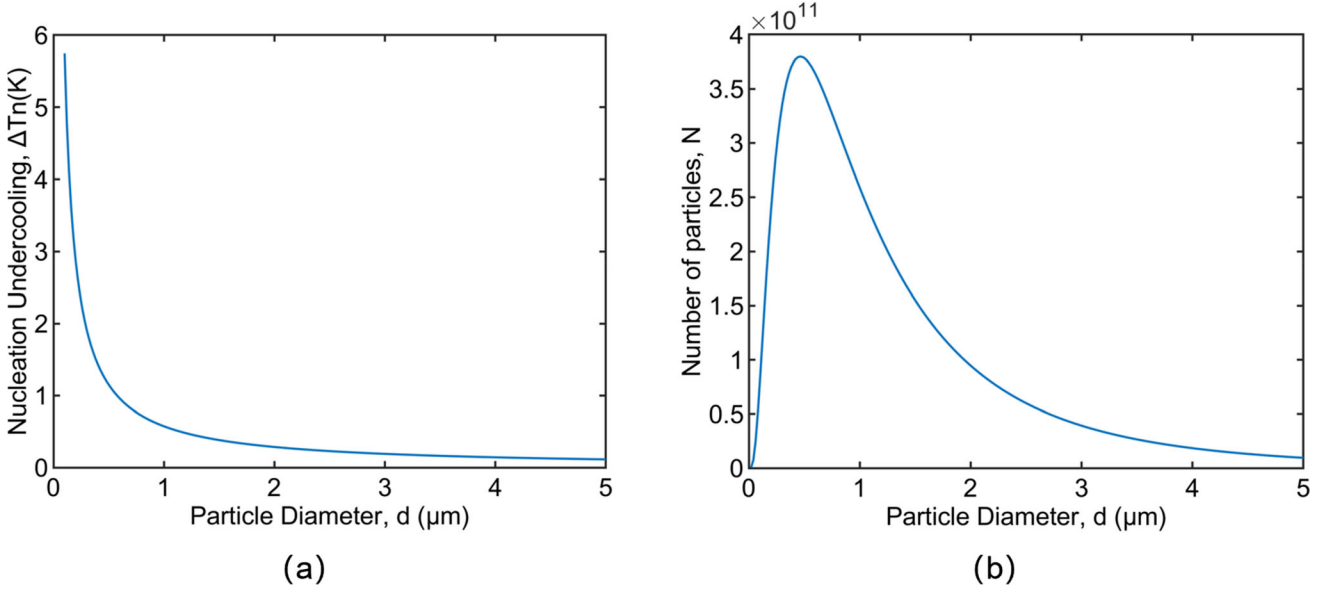 6
5
4
3
2
1
0
0 1 2 3 4 5
Nucleation Undercooling, ΔTn(K)
Particle Diameter, d (μm)
(a)
×10¹¹
4
3.5
3
2.5
2
1.5
1
0.5
0
0 1 2 3 4 5
Number of particles, N
Particle Diameter, d (μm)
(b)